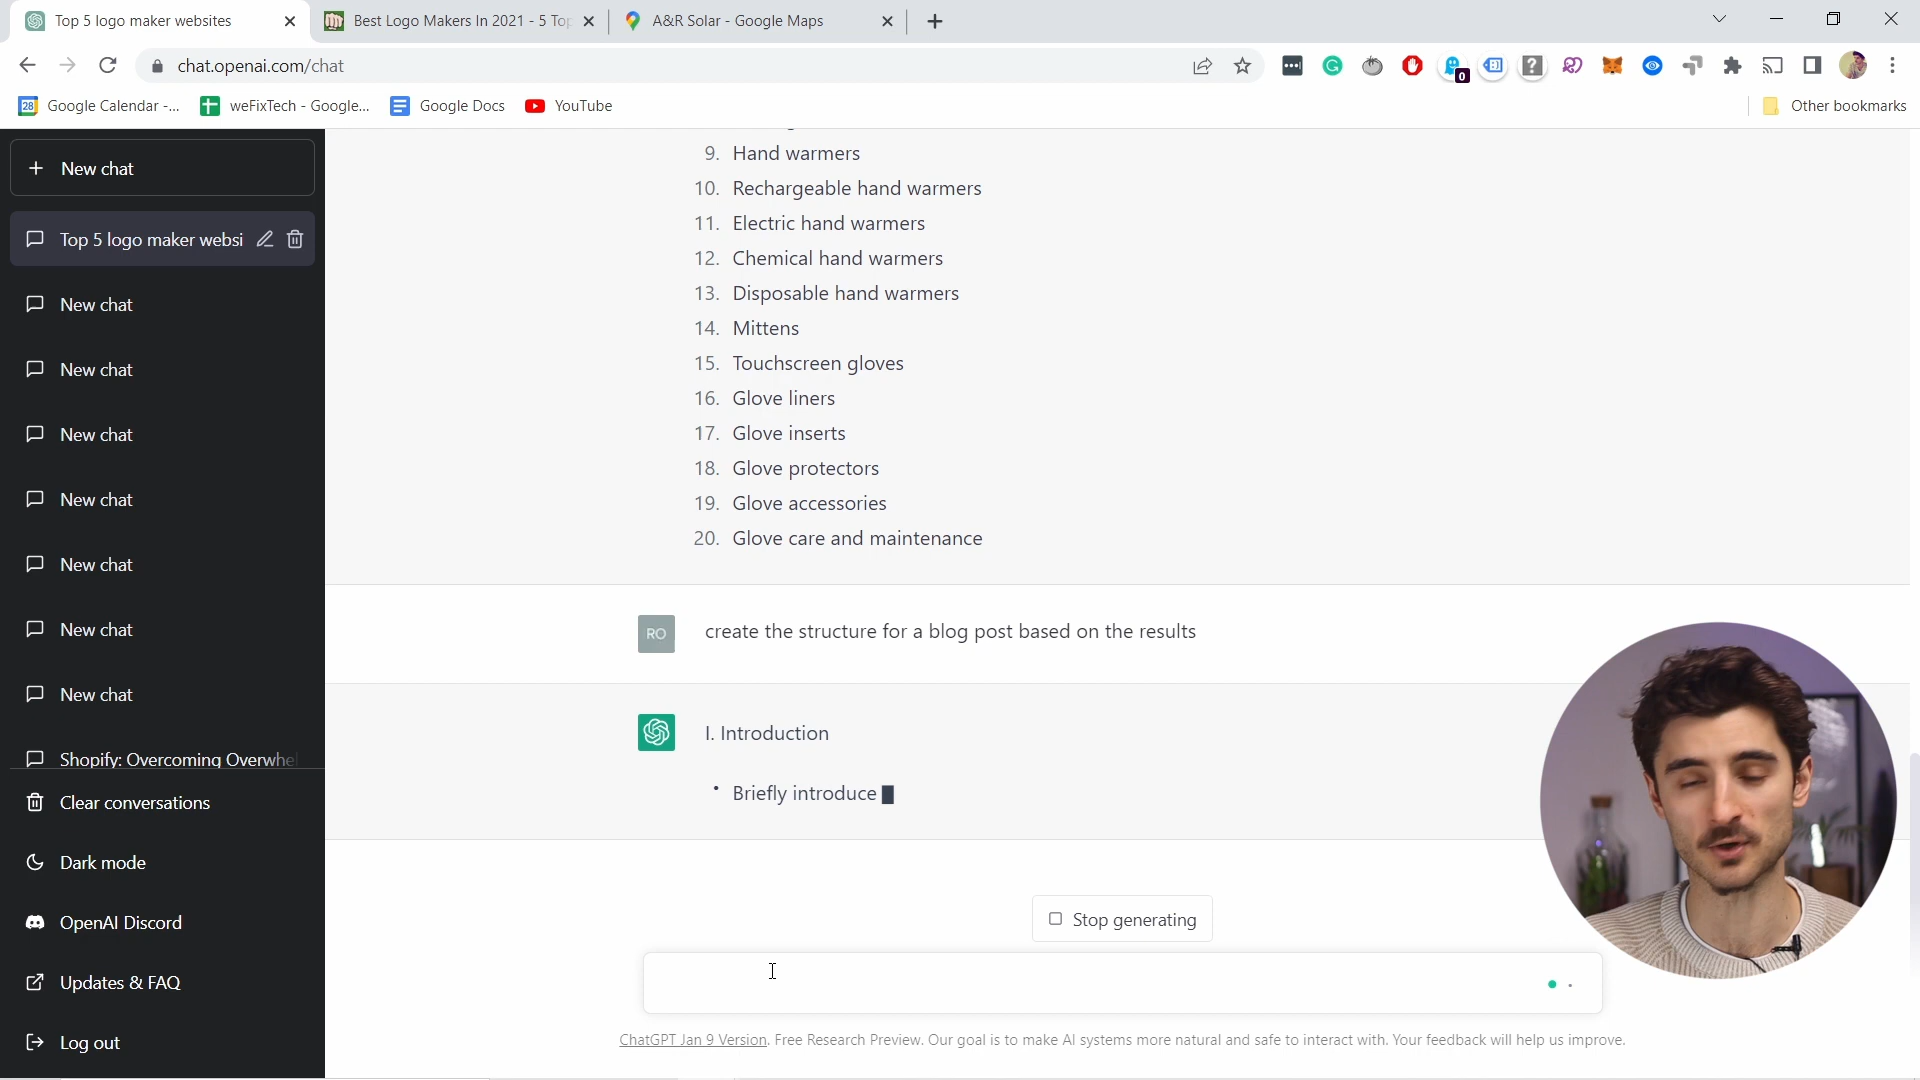 Top 5 logo maker websites
Best Logo Makers In 2021 - 5 Top
A&R Solar - Google Maps
chat.openai.com/chat
0
28
Google Calendar -...
weFixTech - Google...
Google Docs
YouTube
Other bookmarks
New chat
Top 5 logo maker websi
New chat
New chat
New chat
New chat
New chat
New chat
New chat
Shopify: Overcoming Overwhel
Clear conversations
Dark mode
OpenAI Discord
Updates & FAQ
Log out
9. Hand warmers
10. Rechargeable hand warmers
11. Electric hand warmers
12. Chemical hand warmers
13. Disposable hand warmers
14. Mittens
15. Touchscreen gloves
16. Glove liners
17. Glove inserts
18. Glove protectors
19. Glove accessories
20. Glove care and maintenance
RO
create the structure for a blog post based on the results
I. Introduction
• Briefly introduce
Stop generating
ChatGPT Jan 9 Version. Free Research Preview. Our goal is to make AI systems more natural and safe to interact with. Your feedback will help us improve.